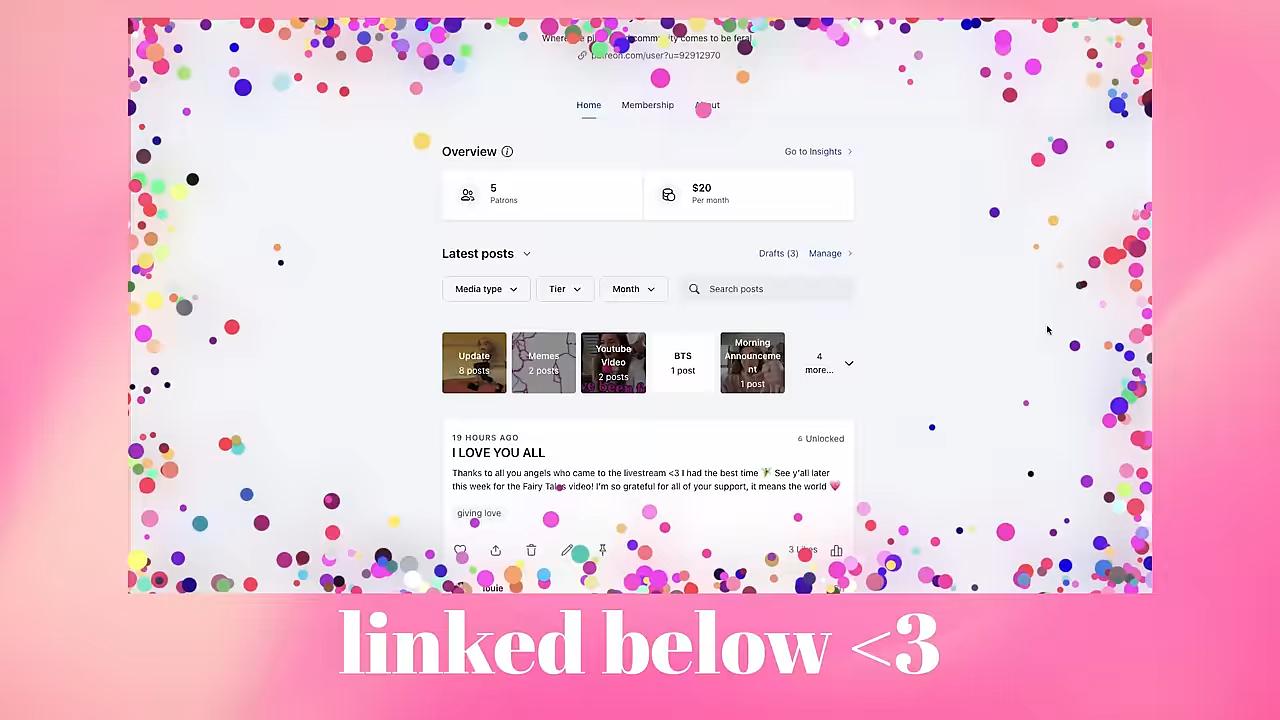 comes to be feral
patreon.com/user?u=92912970
Home Membership About
Overview
Go to Insights
5
Patrons
$20
Per month
Latest posts
Drafts (3) Manage
Media type
Tier
Month
Search posts
Update
8 posts
Memes
2 posts
Youtube
Video
2 posts
BTS
1 post
Morning
Announceme
nt
1 post
4
more...
19 HOURS AGO
6 Unlocked
I LOVE YOU ALL
Thanks to all you angels who came to the livestream <3 I had the best time 🧚 See y'all later
this week for the Fairy Tales video! I'm so grateful for all of your support, it means the world 💗
giving love
3 Likes
louie
linked below <3